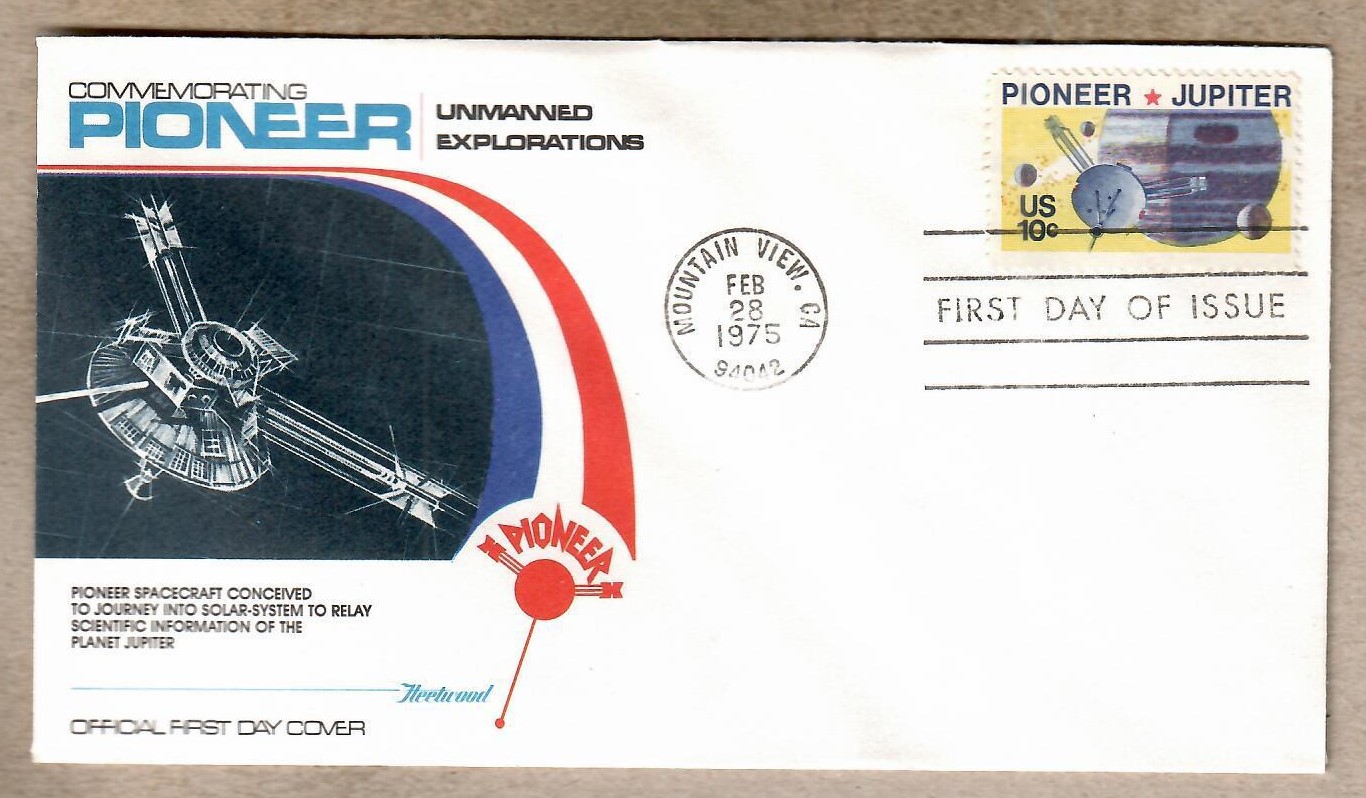 COMMEMORATING
PIONEER
UNMANNED
EXPLORATIONS
PIONEER ★ JUPITER
US
10c
MOUNTAIN VIEW. CA
FEB
28
1975
94042
FIRST DAY OF ISSUE
PIONEER
PIONEER SPACECRAFT CONCEIVED
TO JOURNEY INTO SOLAR-SYSTEM TO RELAY
SCIENTIFIC INFORMATION OF THE
PLANET JUPITER
Fleetwood
OFFICIAL FIRST DAY COVER